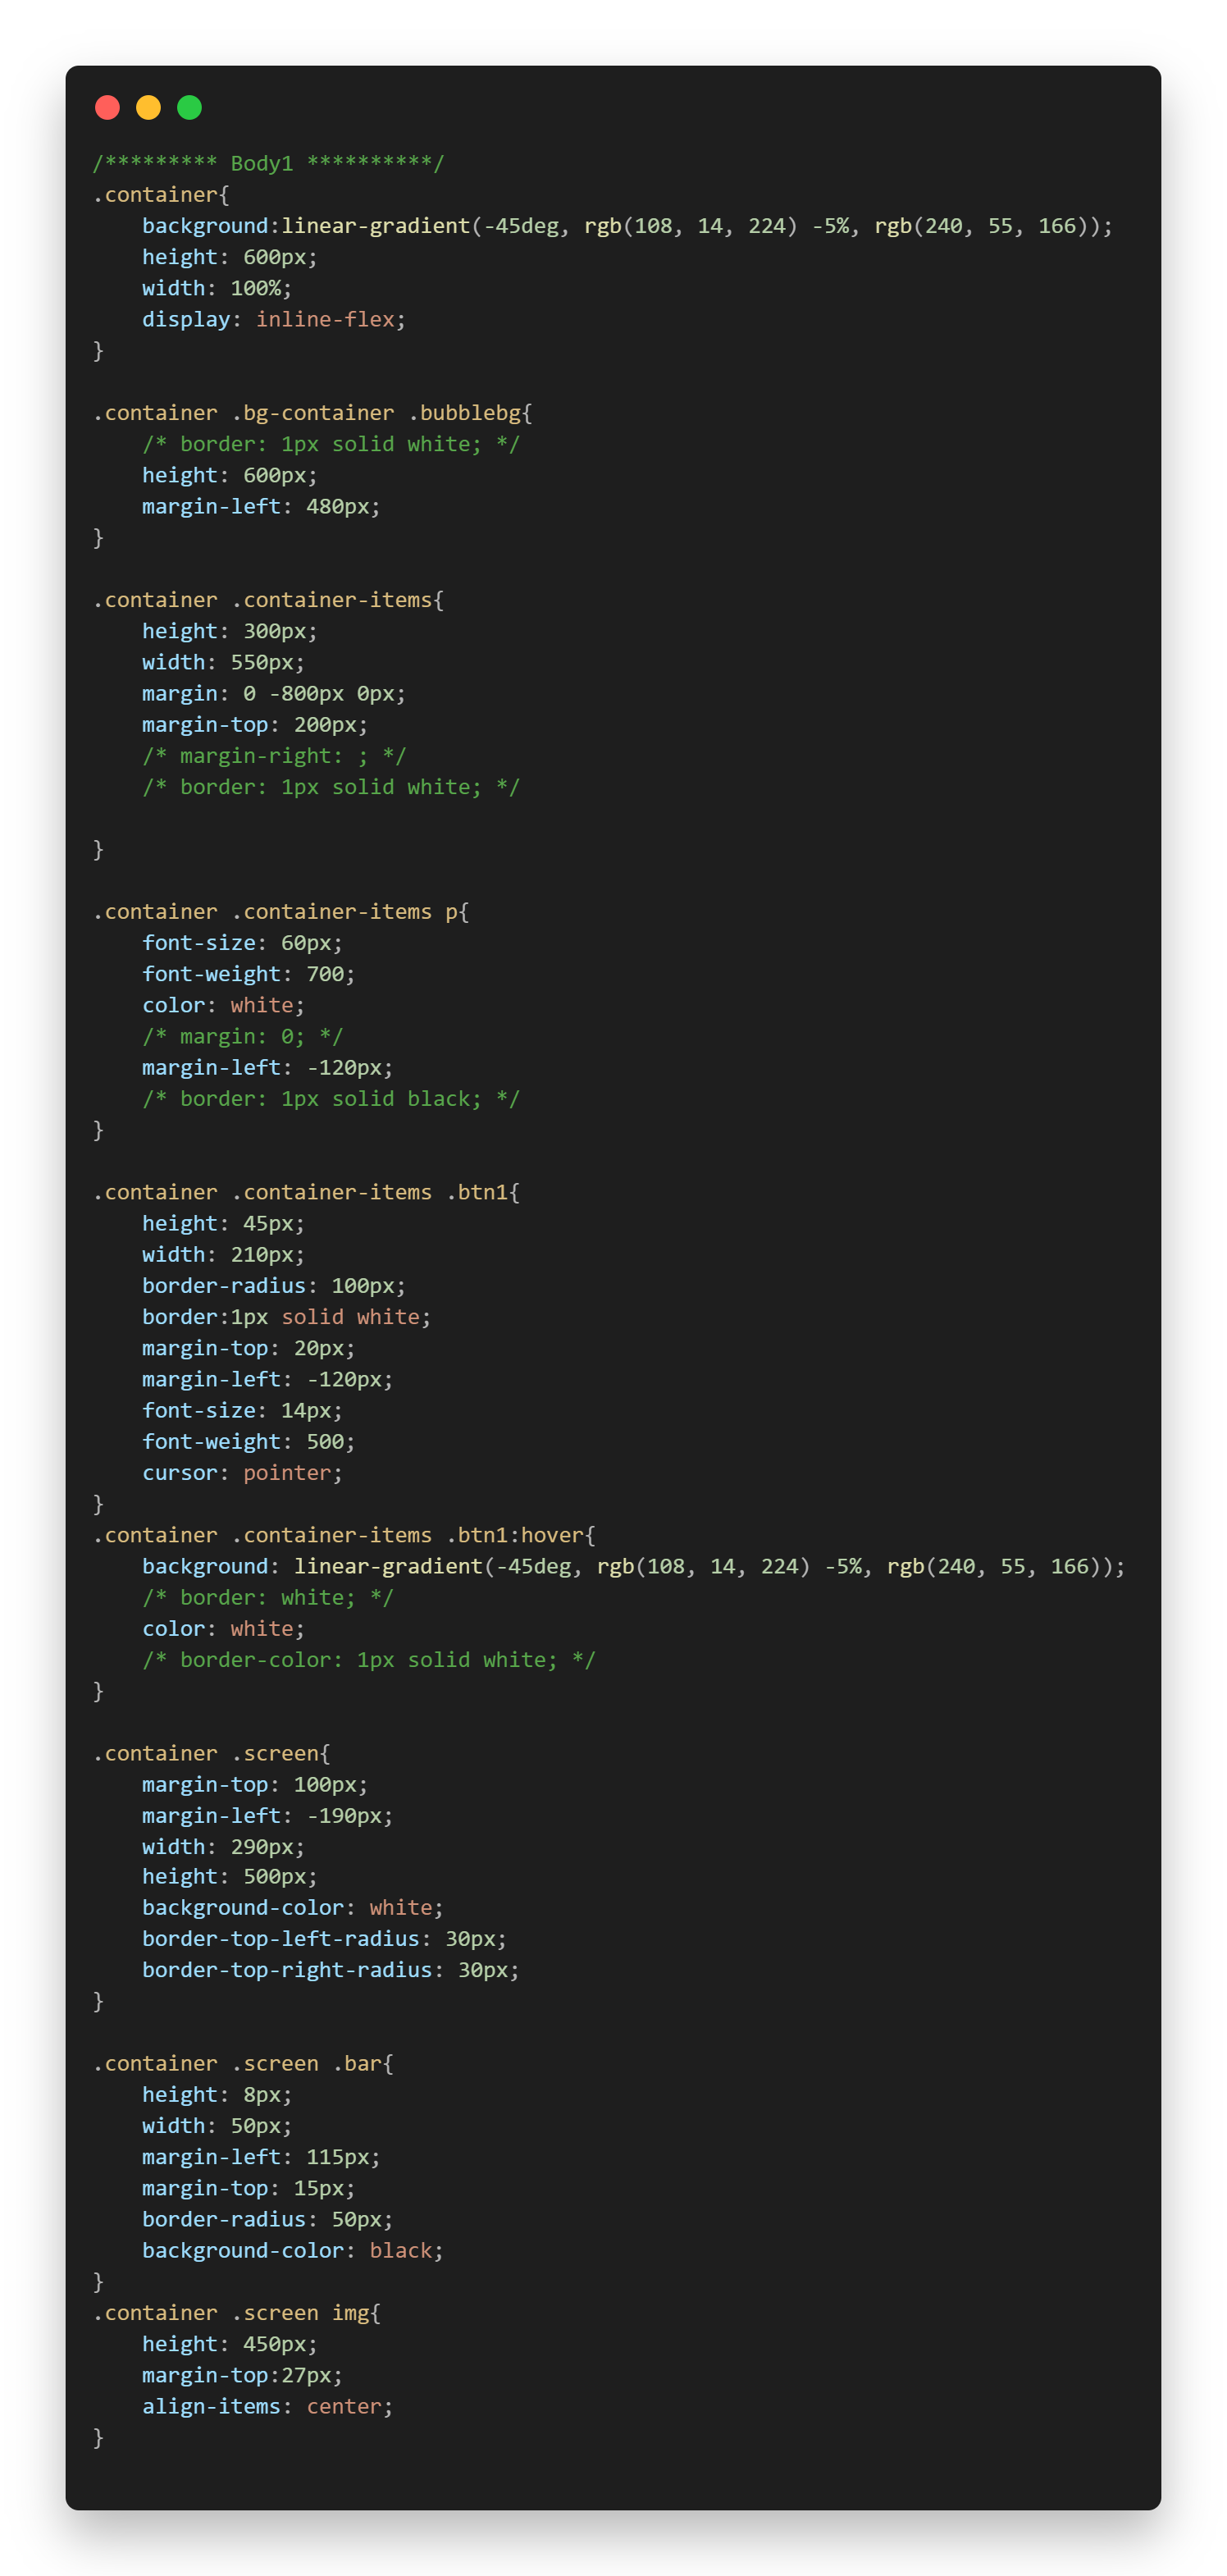 /********* Body1 **********/
.container{
    background:linear-gradient(-45deg, rgb(108, 14, 224) -5%, rgb(240, 55, 166));
    height: 600px;
    width: 100%;
    display: inline-flex;
}

.container .bg-container .bubblebg{
    /* border: 1px solid white; */
    height: 600px;
    margin-left: 480px;
}

.container .container-items{
    height: 300px;
    width: 550px;
    margin: 0 -800px 0px;
    margin-top: 200px;
    /* margin-right: ; */
    /* border: 1px solid white; */

}

.container .container-items p{
    font-size: 60px;
    font-weight: 700;
    color: white;
    /* margin: 0; */
    margin-left: -120px;
    /* border: 1px solid black; */
}

.container .container-items .btn1{
    height: 45px;
    width: 210px;
    border-radius: 100px;
    border:1px solid white;
    margin-top: 20px;
    margin-left: -120px;
    font-size: 14px;
    font-weight: 500;
    cursor: pointer;
}
.container .container-items .btn1:hover{
    background: linear-gradient(-45deg, rgb(108, 14, 224) -5%, rgb(240, 55, 166));
    /* border: white; */
    color: white;
    /* border-color: 1px solid white; */
}

.container .screen{
    margin-top: 100px;
    margin-left: -190px;
    width: 290px;
    height: 500px;
    background-color: white;
    border-top-left-radius: 30px;
    border-top-right-radius: 30px;
}

.container .screen .bar{
    height: 8px;
    width: 50px;
    margin-left: 115px;
    margin-top: 15px;
    border-radius: 50px;
    background-color: black;
}
.container .screen img{
    height: 450px;
    margin-top:27px;
    align-items: center;
}